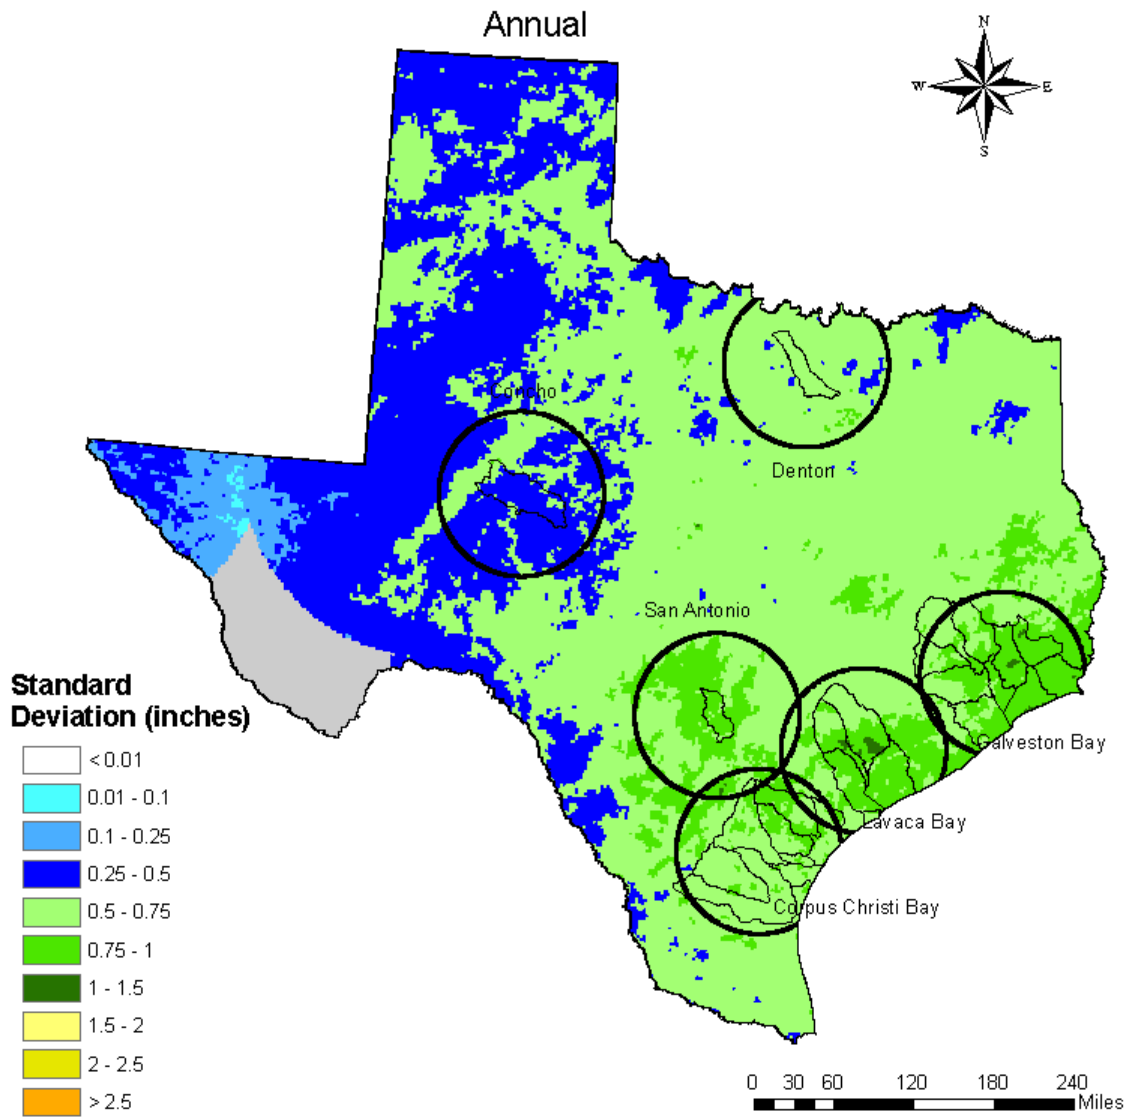 Annual
N
W
E
S
Concho
Denton
San Antonio
Galveston Bay
Lavaca Bay
Corpus Christi Bay
Standard
Deviation (inches)
< 0.01
0.01 - 0.1
0.1 - 0.25
0.25 - 0.5
0.5 - 0.75
0.75 - 1
1 - 1.5
1.5 - 2
2 - 2.5
> 2.5
0 30 60 120 180 240
Miles